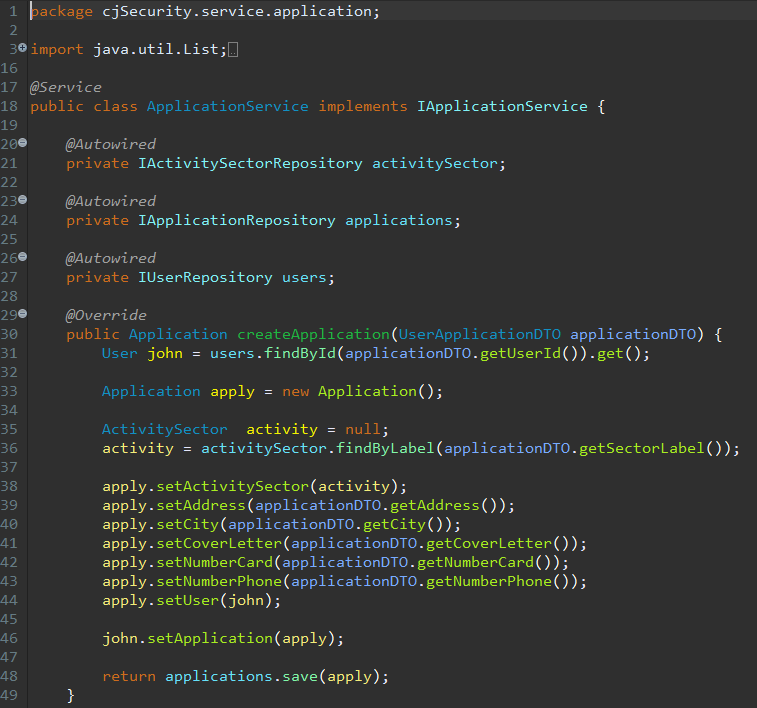 1 package cjSecurity.service.application;
2
3 import java.util.List;
16
17 @Service
18 public class ApplicationService implements IApplicationService {
19
20 @Autowired
21 private IActivitySectorRepository activitySector;
22
23 @Autowired
24 private IApplicationRepository applications;
25
26 @Autowired
27 private IUserRepository users;
28
29 @Override
30 public Application createApplication(UserApplicationDTO applicationDTO) {
31 User john = users.findById(applicationDTO.getUserId()).get();
32
33 Application apply = new Application();
34
35 ActivitySector  activity = null;
36 activity = activitySector.findByLabel(applicationDTO.getSectorLabel());
37
38 apply.setActivitySector(activity);
39 apply.setAddress(applicationDTO.getAddress());
40 apply.setCity(applicationDTO.getCity());
41 apply.setCoverLetter(applicationDTO.getCoverLetter());
42 apply.setNumberCard(applicationDTO.getNumberCard());
43 apply.setNumberPhone(applicationDTO.getNumberPhone());
44 apply.setUser(john);
45
46 john.setApplication(apply);
47
48 return applications.save(apply);
49 }